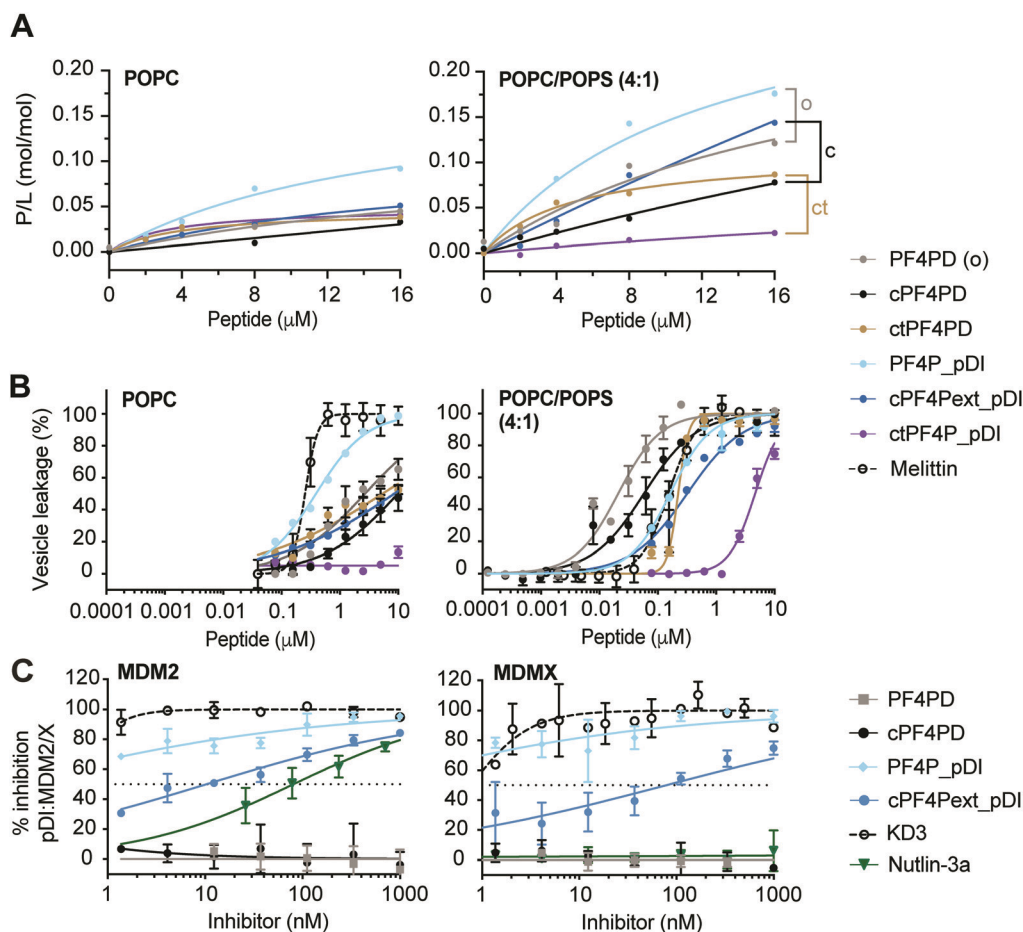 A
POPC
POPC/POPS (4:1)
P/L (mol/mol)
0.20
0.15
0.10
0.05
0.00
0 4 8 12 16
Peptide (μM)
0.20
0.15
0.10
0.05
0.00
0 4 8 12 16
Peptide (μM)
o
c
ct
PF4PD (o)
cPF4PD
ctPF4PD
PF4P_pDI
cPF4Pext_pDI
ctPF4P_pDI
Melittin
B
POPC
POPC/POPS
(4:1)
Vesicle leakage (%)
100
80
60
40
20
0
0.0001 0.001 0.01 0.1 1 10
Peptide (μM)
100
80
60
40
20
0
0.0001 0.001 0.01 0.1 1 10
Peptide (μM)
C
MDM2
MDMX
% inhibition
pDI:MDM2/X
120
100
80
60
40
20
0
1 10 100 1000
Inhibitor (nM)
120
100
80
60
40
20
0
1 10 100 1000
Inhibitor (nM)
PF4PD
cPF4PD
PF4P_pDI
cPF4Pext_pDI
KD3
Nutlin-3a